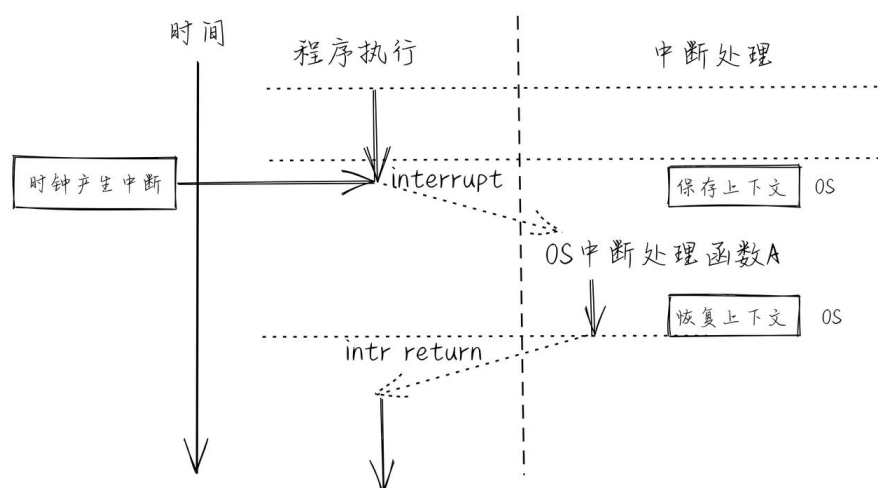 时间
程序执行
中断处理
时钟产生中断
interrupt
保存上下文 OS
OS中断处理函数A
恢复上下文 OS
intr return